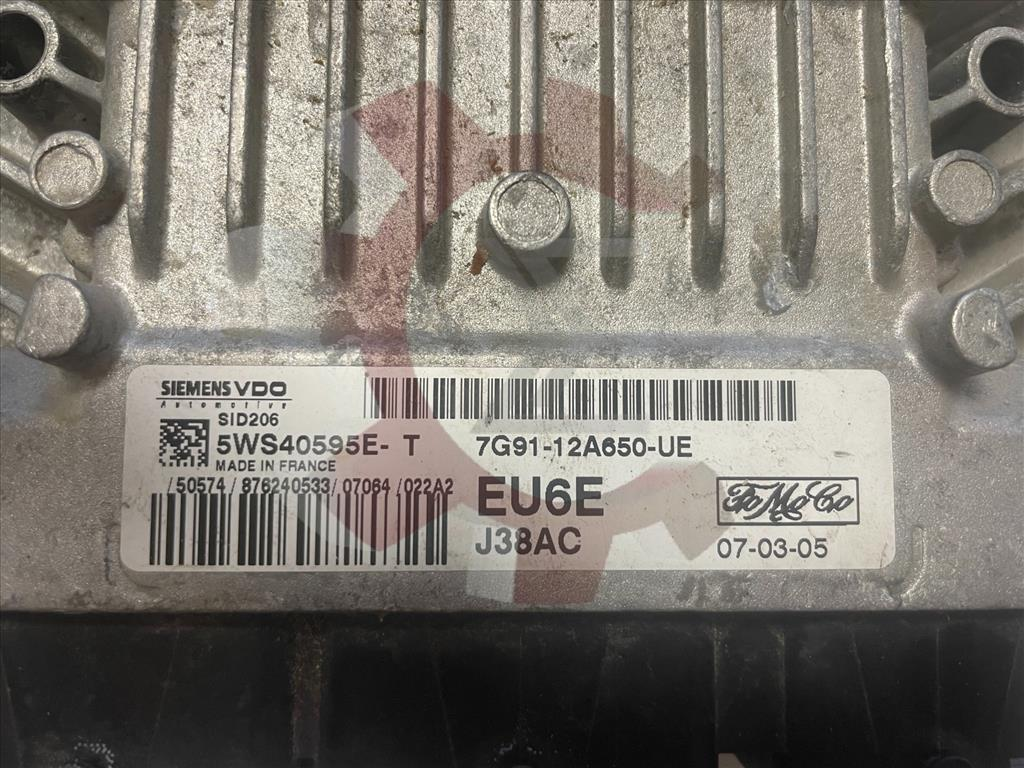 SIEMENS VDO
Automotive
SID206
5WS40595E- T 7G91-12A650-UE
MADE IN FRANCE
/50574/876240533/07064/022A2
EU6E
FoMoCo
J38AC
07-03-05